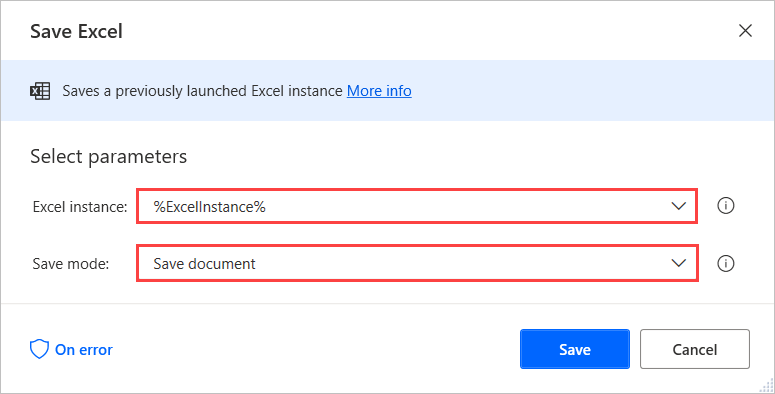 Save Excel
Saves a previously launched Excel instance More info
Select parameters
Excel instance: %ExcelInstance%
Save mode: Save document
On error Save Cancel